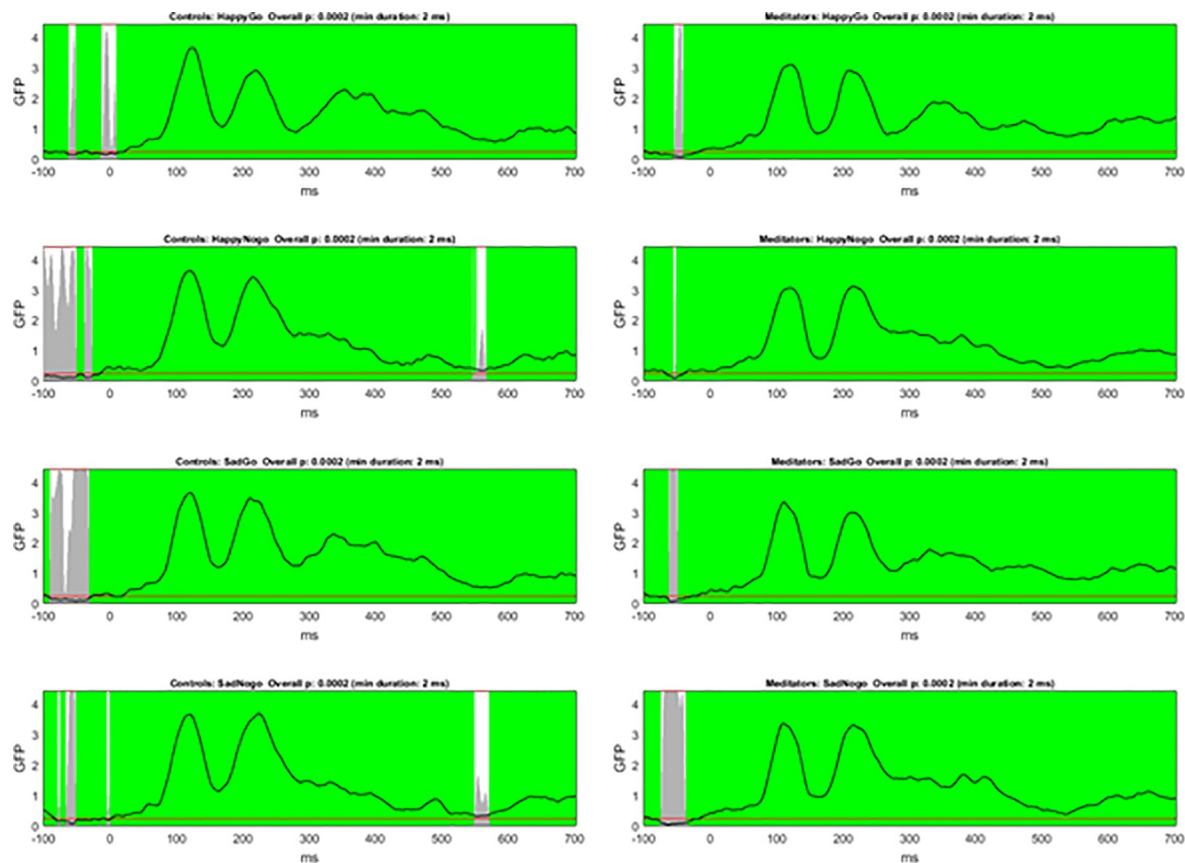 Controls: HappyGo Overall p: 0.0002 (min duration: 2 ms)
GFP
4
3
2
1
0
-100 0 100 200 300 400 500 600 700
ms
Meditators: HappyGo Overall p: 0.0002 (min duration: 2 ms)
GFP
4
3
2
1
0
-100 0 100 200 300 400 500 600 700
ms
Controls: HappyNogo Overall p: 0.0002 (min duration: 2 ms)
GFP
4
3
2
1
0
-100 0 100 200 300 400 500 600 700
ms
Meditators: HappyNogo Overall p: 0.0002 (min duration: 2 ms)
GFP
4
3
2
1
0
-100 0 100 200 300 400 500 600 700
ms
Controls: SadGo Overall p: 0.0002 (min duration: 2 ms)
GFP
4
3
2
1
0
-100 0 100 200 300 400 500 600 700
ms
Meditators: SadGo Overall p: 0.0002 (min duration: 2 ms)
GFP
4
3
2
1
0
-100 0 100 200 300 400 500 600 700
ms
Controls: SadNogo Overall p: 0.0002 (min duration: 2 ms)
GFP
4
3
2
1
0
-100 0 100 200 300 400 500 600 700
ms
Meditators: SadNogo Overall p: 0.0002 (min duration: 2 ms)
GFP
4
3
2
1
0
-100 0 100 200 300 400 500 600 700
ms